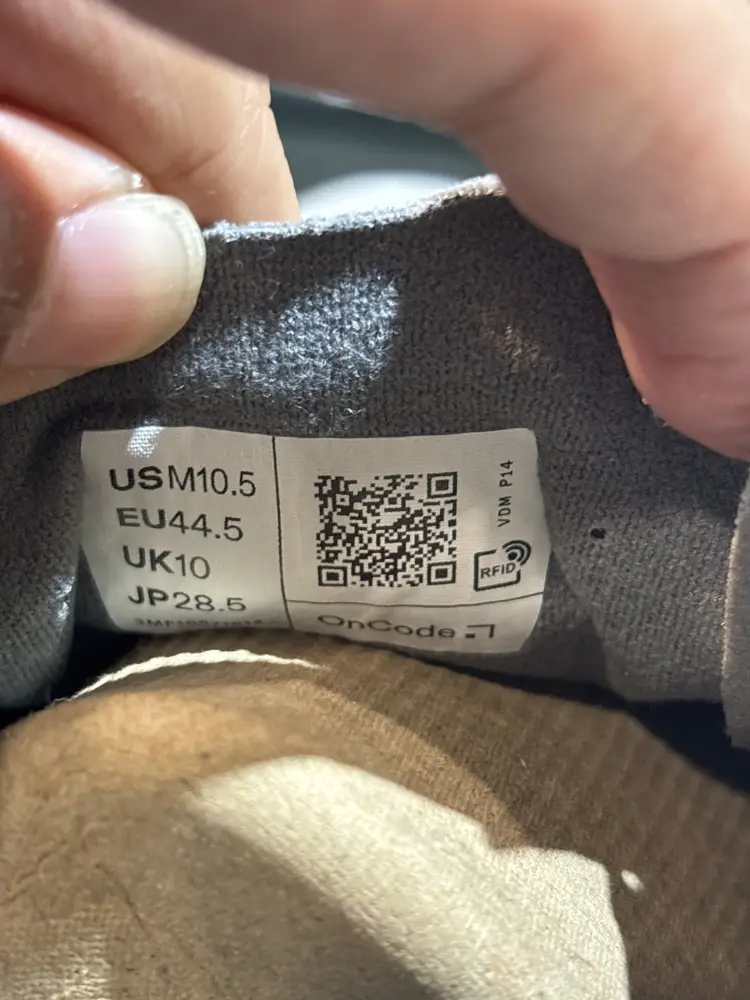 USM10.5
EU44.5
UK10
JP28.5
VDM P14
RFID
OnCode